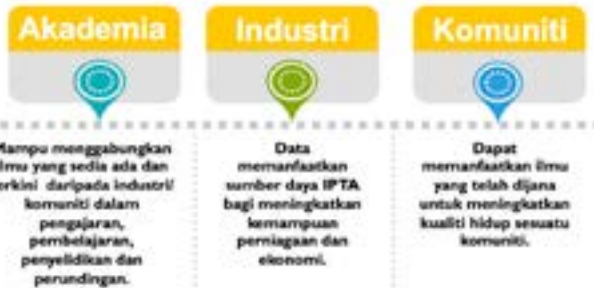 Akademia
Mampu menggabungkan
ilmu yang sedia ada dan
terkini daripada industri/
komuniti dalam
pengajaran,
pembelajaran,
penyelidikan dan
perundingan.
Industri
Data
memanfaatkan
sumber daya IPTA
bagi meningkatkan
kemampuan
perniagaan dan
ekonomi.
Komuniti
Dapat
memanfaatkan ilmu
yang telah dijana
untuk meningkatkan
kualiti hidup sesuatu
komuniti.